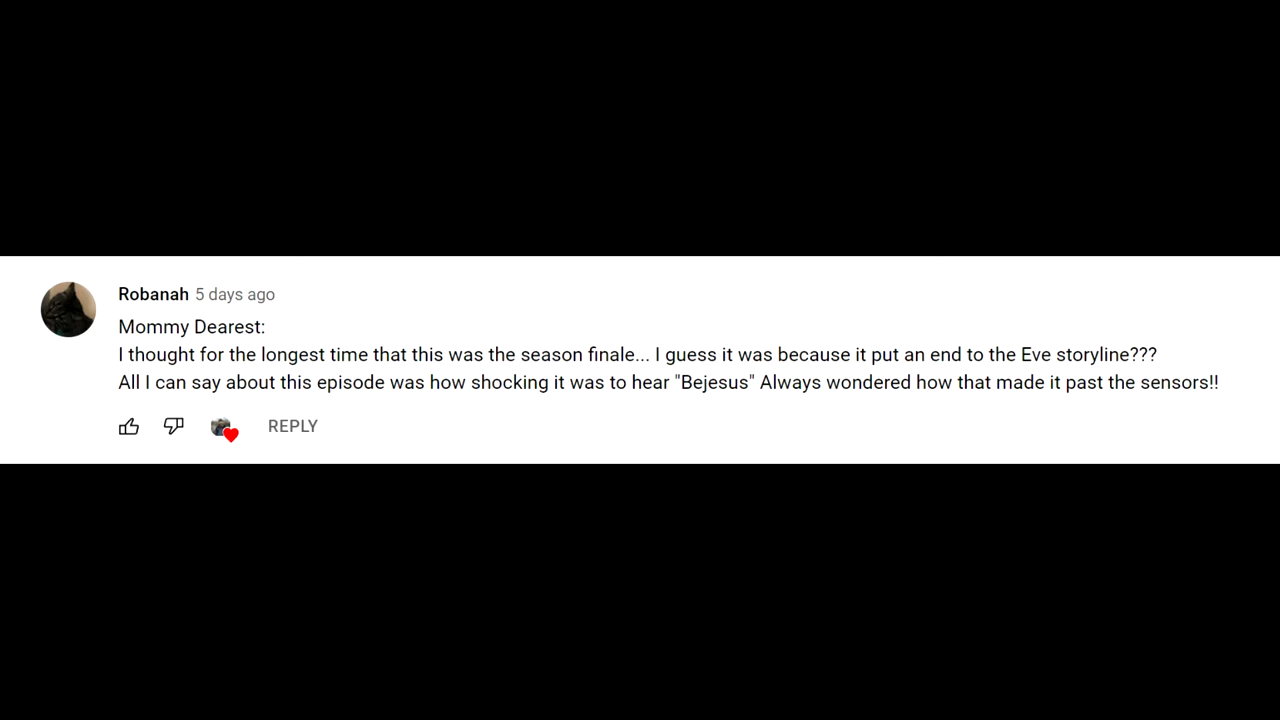 Robanah 5 days ago
Mommy Dearest:
I thought for the longest time that this was the season finale... I guess it was because it put an end to the Eve storyline???
All I can say about this episode was how shocking it was to hear "Bejesus" Always wondered how that made it past the sensors!!
REPLY